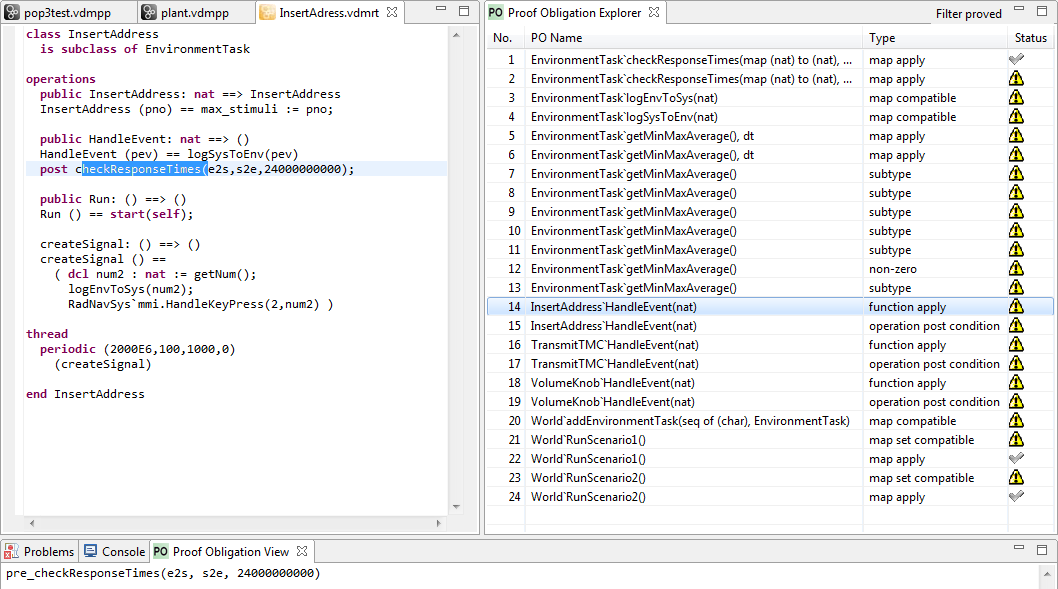 pop3test.vdmpp plant.vdmpp InsertAdress.vdmrt
class InsertAddress
is subclass of EnvironmentTask
operations
public InsertAddress: nat ==> InsertAddress
InsertAddress (pno) == max_stimuli := pno;
public HandleEvent: nat ==> ()
HandleEvent (pev) == logSysToEnv(pev)
post checkResponseTimes(e2s,s2e,24000000000);
public Run: () ==> ()
Run () == start(self);
createSignal: () ==> ()
createSignal () ==
( dcl num2 : nat := getNum();
logEnvToSys(num2);
RadNavSys`mmi.HandleKeyPress(2,num2) )
thread
periodic (2000E6,100,1000,0)
(createSignal)
end InsertAddress
PO Proof Obligation Explorer Filter proved
No. PO Name Type Status
1 EnvironmentTask`checkResponseTimes(map (nat) to (nat), ... map apply
2 EnvironmentTask`checkResponseTimes(map (nat) to (nat), ... map apply
3 EnvironmentTask`logEnvToSys(nat) map compatible
4 EnvironmentTask`logSysToEnv(nat) map compatible
5 EnvironmentTask`getMinMaxAverage(), dt map apply
6 EnvironmentTask`getMinMaxAverage(), dt map apply
7 EnvironmentTask`getMinMaxAverage() subtype
8 EnvironmentTask`getMinMaxAverage() subtype
9 EnvironmentTask`getMinMaxAverage() subtype
10 EnvironmentTask`getMinMaxAverage() subtype
11 EnvironmentTask`getMinMaxAverage() subtype
12 EnvironmentTask`getMinMaxAverage() non-zero
13 EnvironmentTask`getMinMaxAverage() subtype
14 InsertAddress`HandleEvent(nat) function apply
15 InsertAddress`HandleEvent(nat) operation post condition
16 TransmitTMC`HandleEvent(nat) function apply
17 TransmitTMC`HandleEvent(nat) operation post condition
18 VolumeKnob`HandleEvent(nat) function apply
19 VolumeKnob`HandleEvent(nat) operation post condition
20 World`addEnvironmentTask(seq of (char), EnvironmentTask) map compatible
21 World`RunScenario1() map set compatible
22 World`RunScenario1() map apply
23 World`RunScenario2() map set compatible
24 World`RunScenario2() map apply
Problems Console PO Proof Obligation View
pre_checkResponseTimes(e2s, s2e, 24000000000)